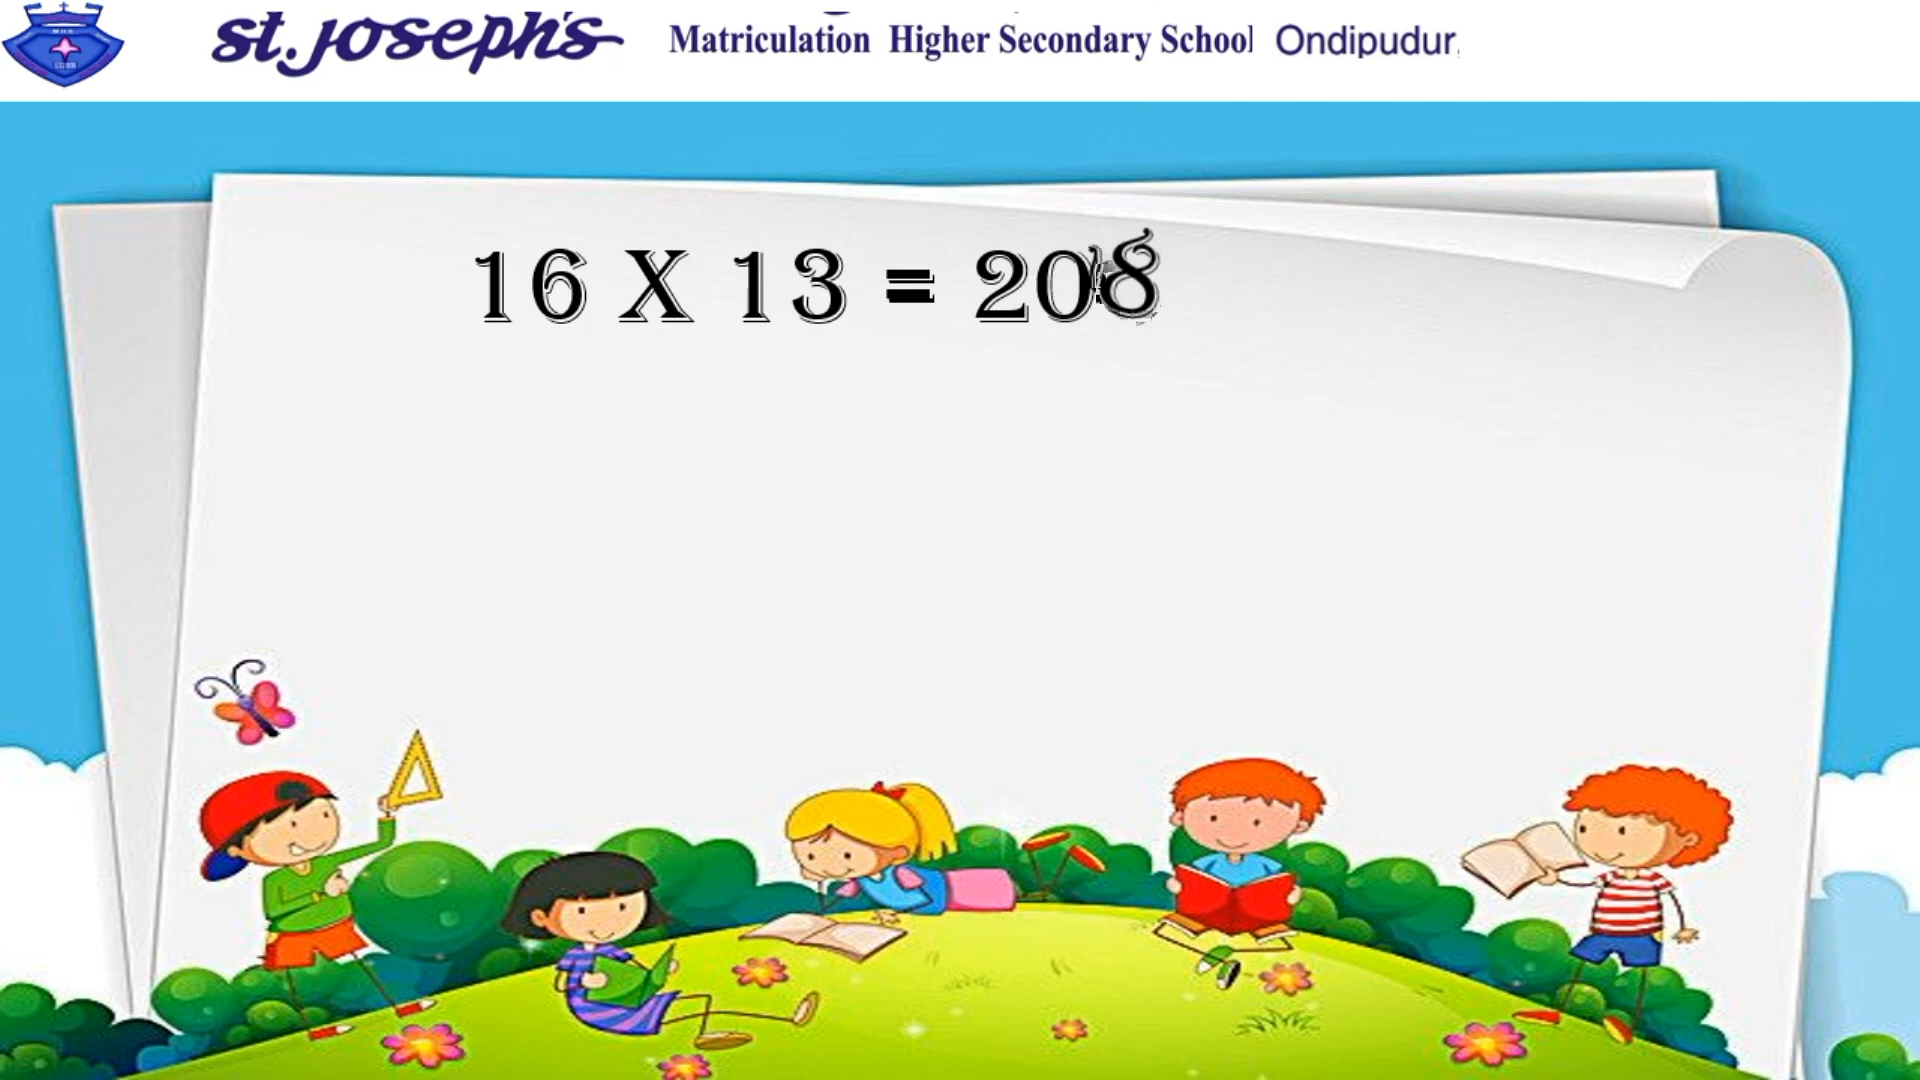 st. joseph's Matriculation Higher Secondary School Ondipudur.
16 X 13 = 208